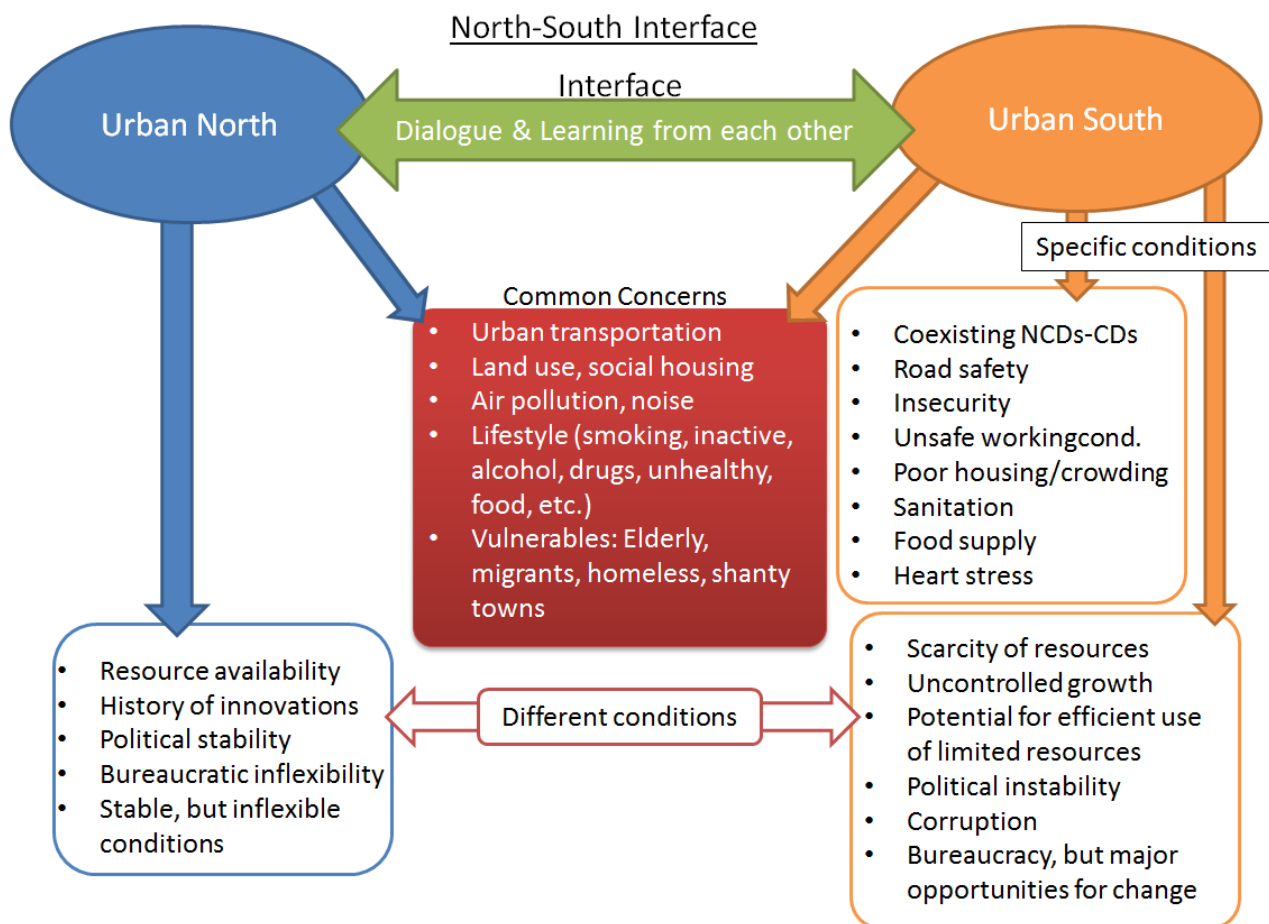 North-South Interface
Interface
Urban North
Dialogue & Learning from each other
Urban South
Specific conditions
Common Concerns
• Urban transportation
• Land use, social housing
• Air pollution, noise
• Lifestyle (smoking, inactive,
alcohol, drugs, unhealthy,
food, etc.)
• Vulnerables: Elderly,
migrants, homeless, shanty
towns
• Coexisting NCDs-CDs
• Road safety
• Insecurity
• Unsafe workingcond.
• Poor housing/crowding
• Sanitation
• Food supply
• Heart stress
• Resource availability
• History of innovations
• Political stability
• Bureaucratic inflexibility
• Stable, but inflexible
conditions
Different conditions
• Scarcity of resources
• Uncontrolled growth
• Potential for efficient use
of limited resources
• Political instability
• Corruption
• Bureaucracy, but major
opportunities for change